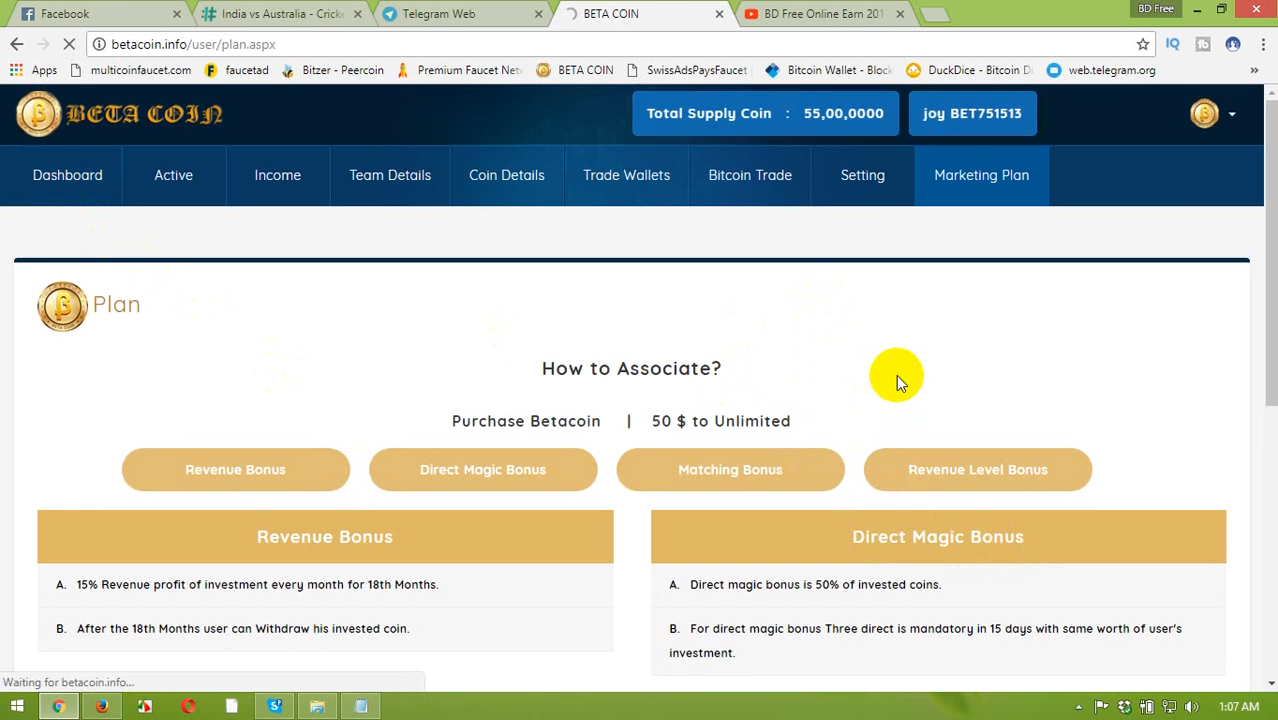 Facebook
India vs Australia - Cricke
Telegram Web
BETA COIN
BD Free Online Earn 201
BD Free
betacoin.info/user/plan.aspx
Apps
multicoinfaucet.com
faucetad
Bitzer - Peercoin
Premium Faucet Net
BETA COIN
SwissAdsPaysFaucet
Bitcoin Wallet - Block
DuckDice - Bitcoin Di
web.telegram.org
BETA COIN
Total Supply Coin : 55,00,0000
joy BET751513
Dashboard
Active
Income
Team Details
Coin Details
Trade Wallets
Bitcoin Trade
Setting
Marketing Plan
Plan
How to Associate?
Purchase Betacoin | 50 $ to Unlimited
Revenue Bonus
Direct Magic Bonus
Matching Bonus
Revenue Level Bonus
Revenue Bonus
A. 15% Revenue profit of investment every month for 18th Months.
B. After the 18th Months user can Withdraw his invested coin.
Direct Magic Bonus
A. Direct magic bonus is 50% of invested coins.
B. For direct magic bonus Three direct is mandatory in 15 days with same worth of user's
investment.
Waiting for betacoin.info...
1:07 AM